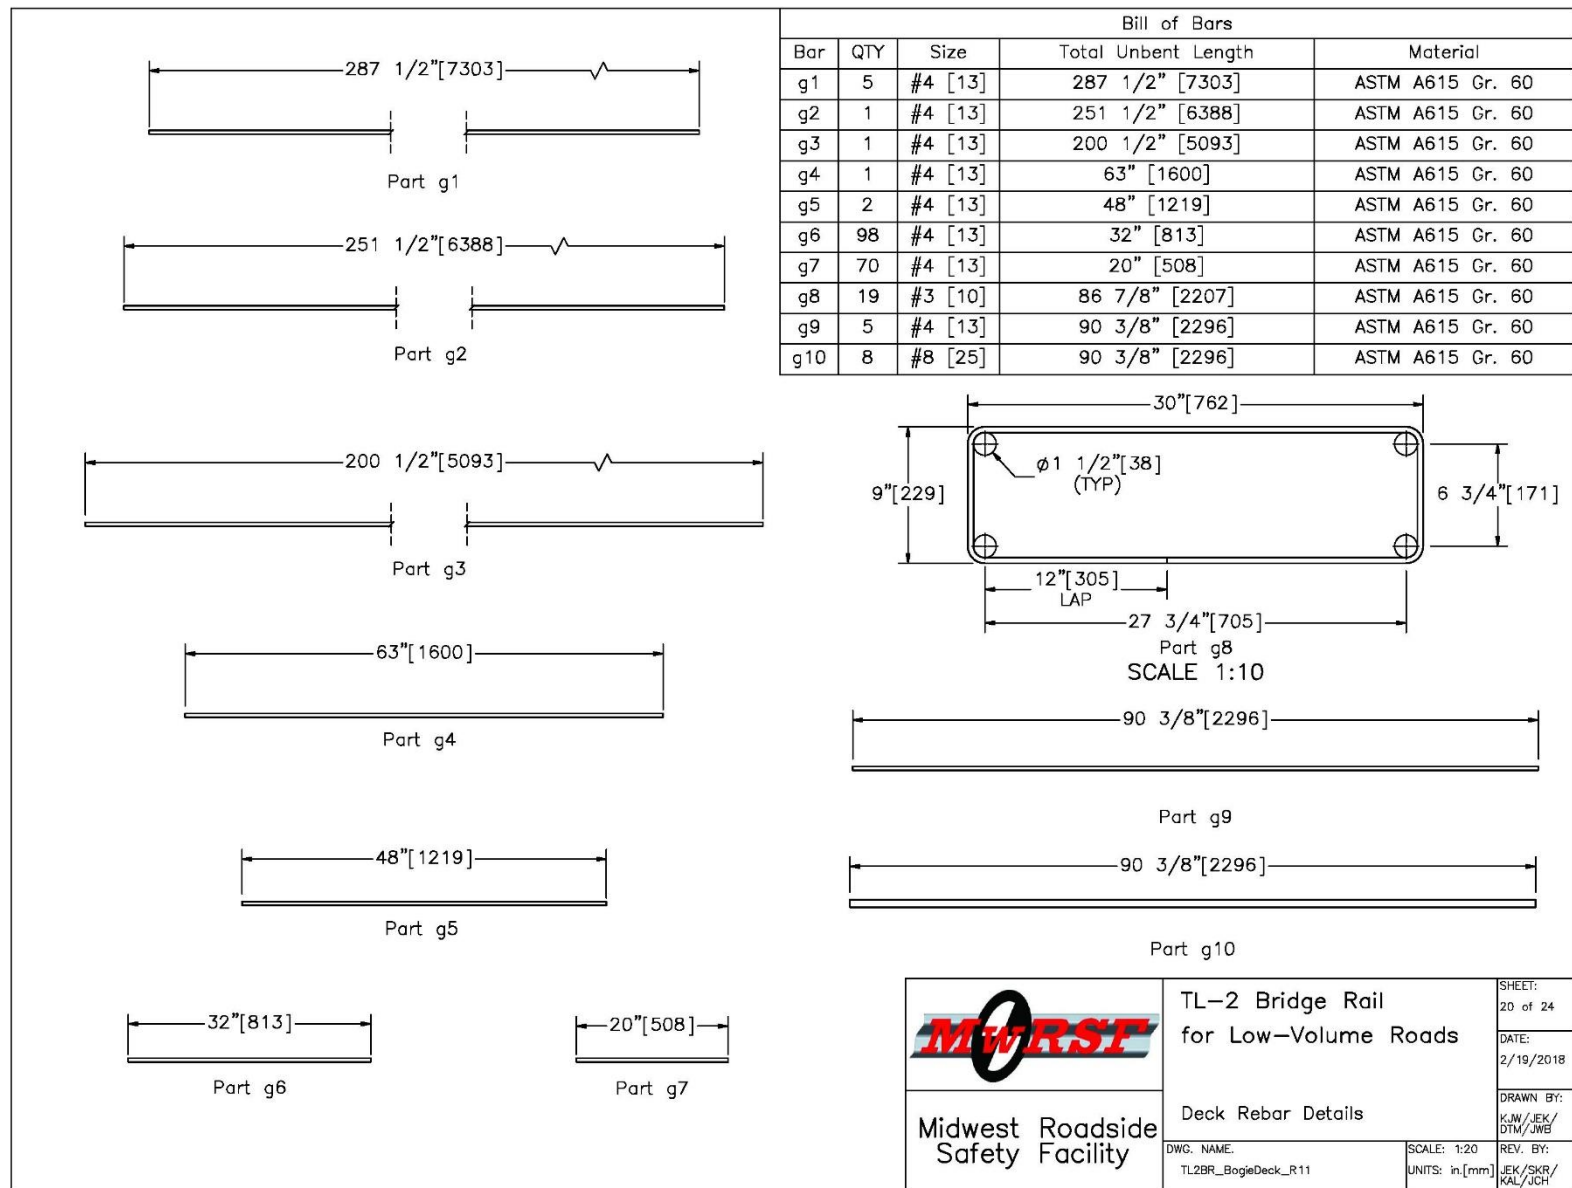 287 1/2"[7303]
Part g1
251 1/2"[6388]
Part g2
200 1/2"[5093]
Part g3
63"[1600]
Part g4
48"[1219]
Part g5
32"[813]
Part g6
20"[508]
Part g7
Bill of Bars
Bar QTY Size Total Unbent Length Material
g1 5 #4 [13] 287 1/2" [7303] ASTM A615 Gr. 60
g2 1 #4 [13] 251 1/2" [6388] ASTM A615 Gr. 60
g3 1 #4 [13] 200 1/2" [5093] ASTM A615 Gr. 60
g4 1 #4 [13] 63" [1600] ASTM A615 Gr. 60
g5 2 #4 [13] 48" [1219] ASTM A615 Gr. 60
g6 98 #4 [13] 32" [813] ASTM A615 Gr. 60
g7 70 #4 [13] 20" [508] ASTM A615 Gr. 60
g8 19 #3 [10] 86 7/8" [2207] ASTM A615 Gr. 60
g9 5 #4 [13] 90 3/8" [2296] ASTM A615 Gr. 60
g10 8 #8 [25] 90 3/8" [2296] ASTM A615 Gr. 60
30"[762]
ø1 1/2"[38]
(TYP)
9"[229]
6 3/4"[171]
12"[305]
LAP
27 3/4"[705]
Part g8
SCALE 1:10
90 3/8"[2296]
Part g9
90 3/8"[2296]
Part g10
MwRSF
Midwest Roadside
Safety Facility
TL-2 Bridge Rail
for Low-Volume Roads
Deck Rebar Details
DWG. NAME.
TL2BR_BogieDeck_R11
SCALE: 1:20
UNITS: in.[mm]
SHEET:
20 of 24
DATE:
2/19/2018
DRAWN BY:
KJW/JEK/
DTM/JWB
REV. BY:
JEK/SKR/
KAL/JCH